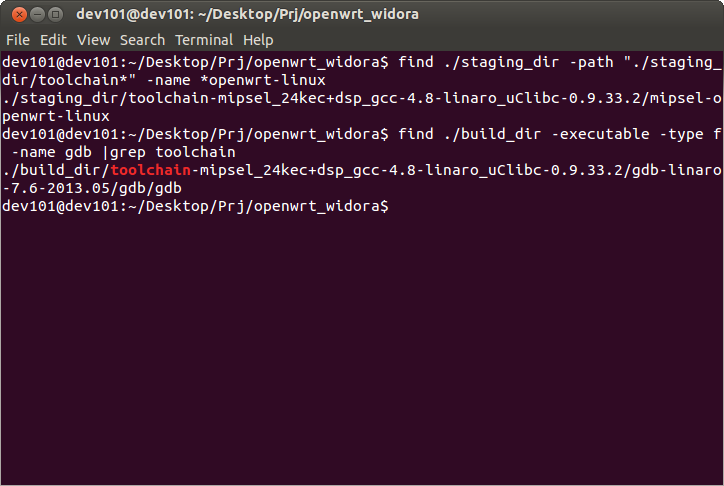 dev101@dev101: ~/Desktop/Prj/openwrt_widora
File Edit View Search Terminal Help
dev101@dev101:~/Desktop/Prj/openwrt_widora$ find ./staging_dir -path "./staging_
dir/toolchain*" -name *openwrt-linux
./staging_dir/toolchain-mipsel_24kec+dsp_gcc-4.8-linaro_uClibc-0.9.33.2/mipsel-o
penwrt-linux
dev101@dev101:~/Desktop/Prj/openwrt_widora$ find ./build_dir -executable -type f
 -name gdb |grep toolchain
./build_dir/toolchain-mipsel_24kec+dsp_gcc-4.8-linaro_uClibc-0.9.33.2/gdb-linaro
-7.6-2013.05/gdb/gdb
dev101@dev101:~/Desktop/Prj/openwrt_widora$